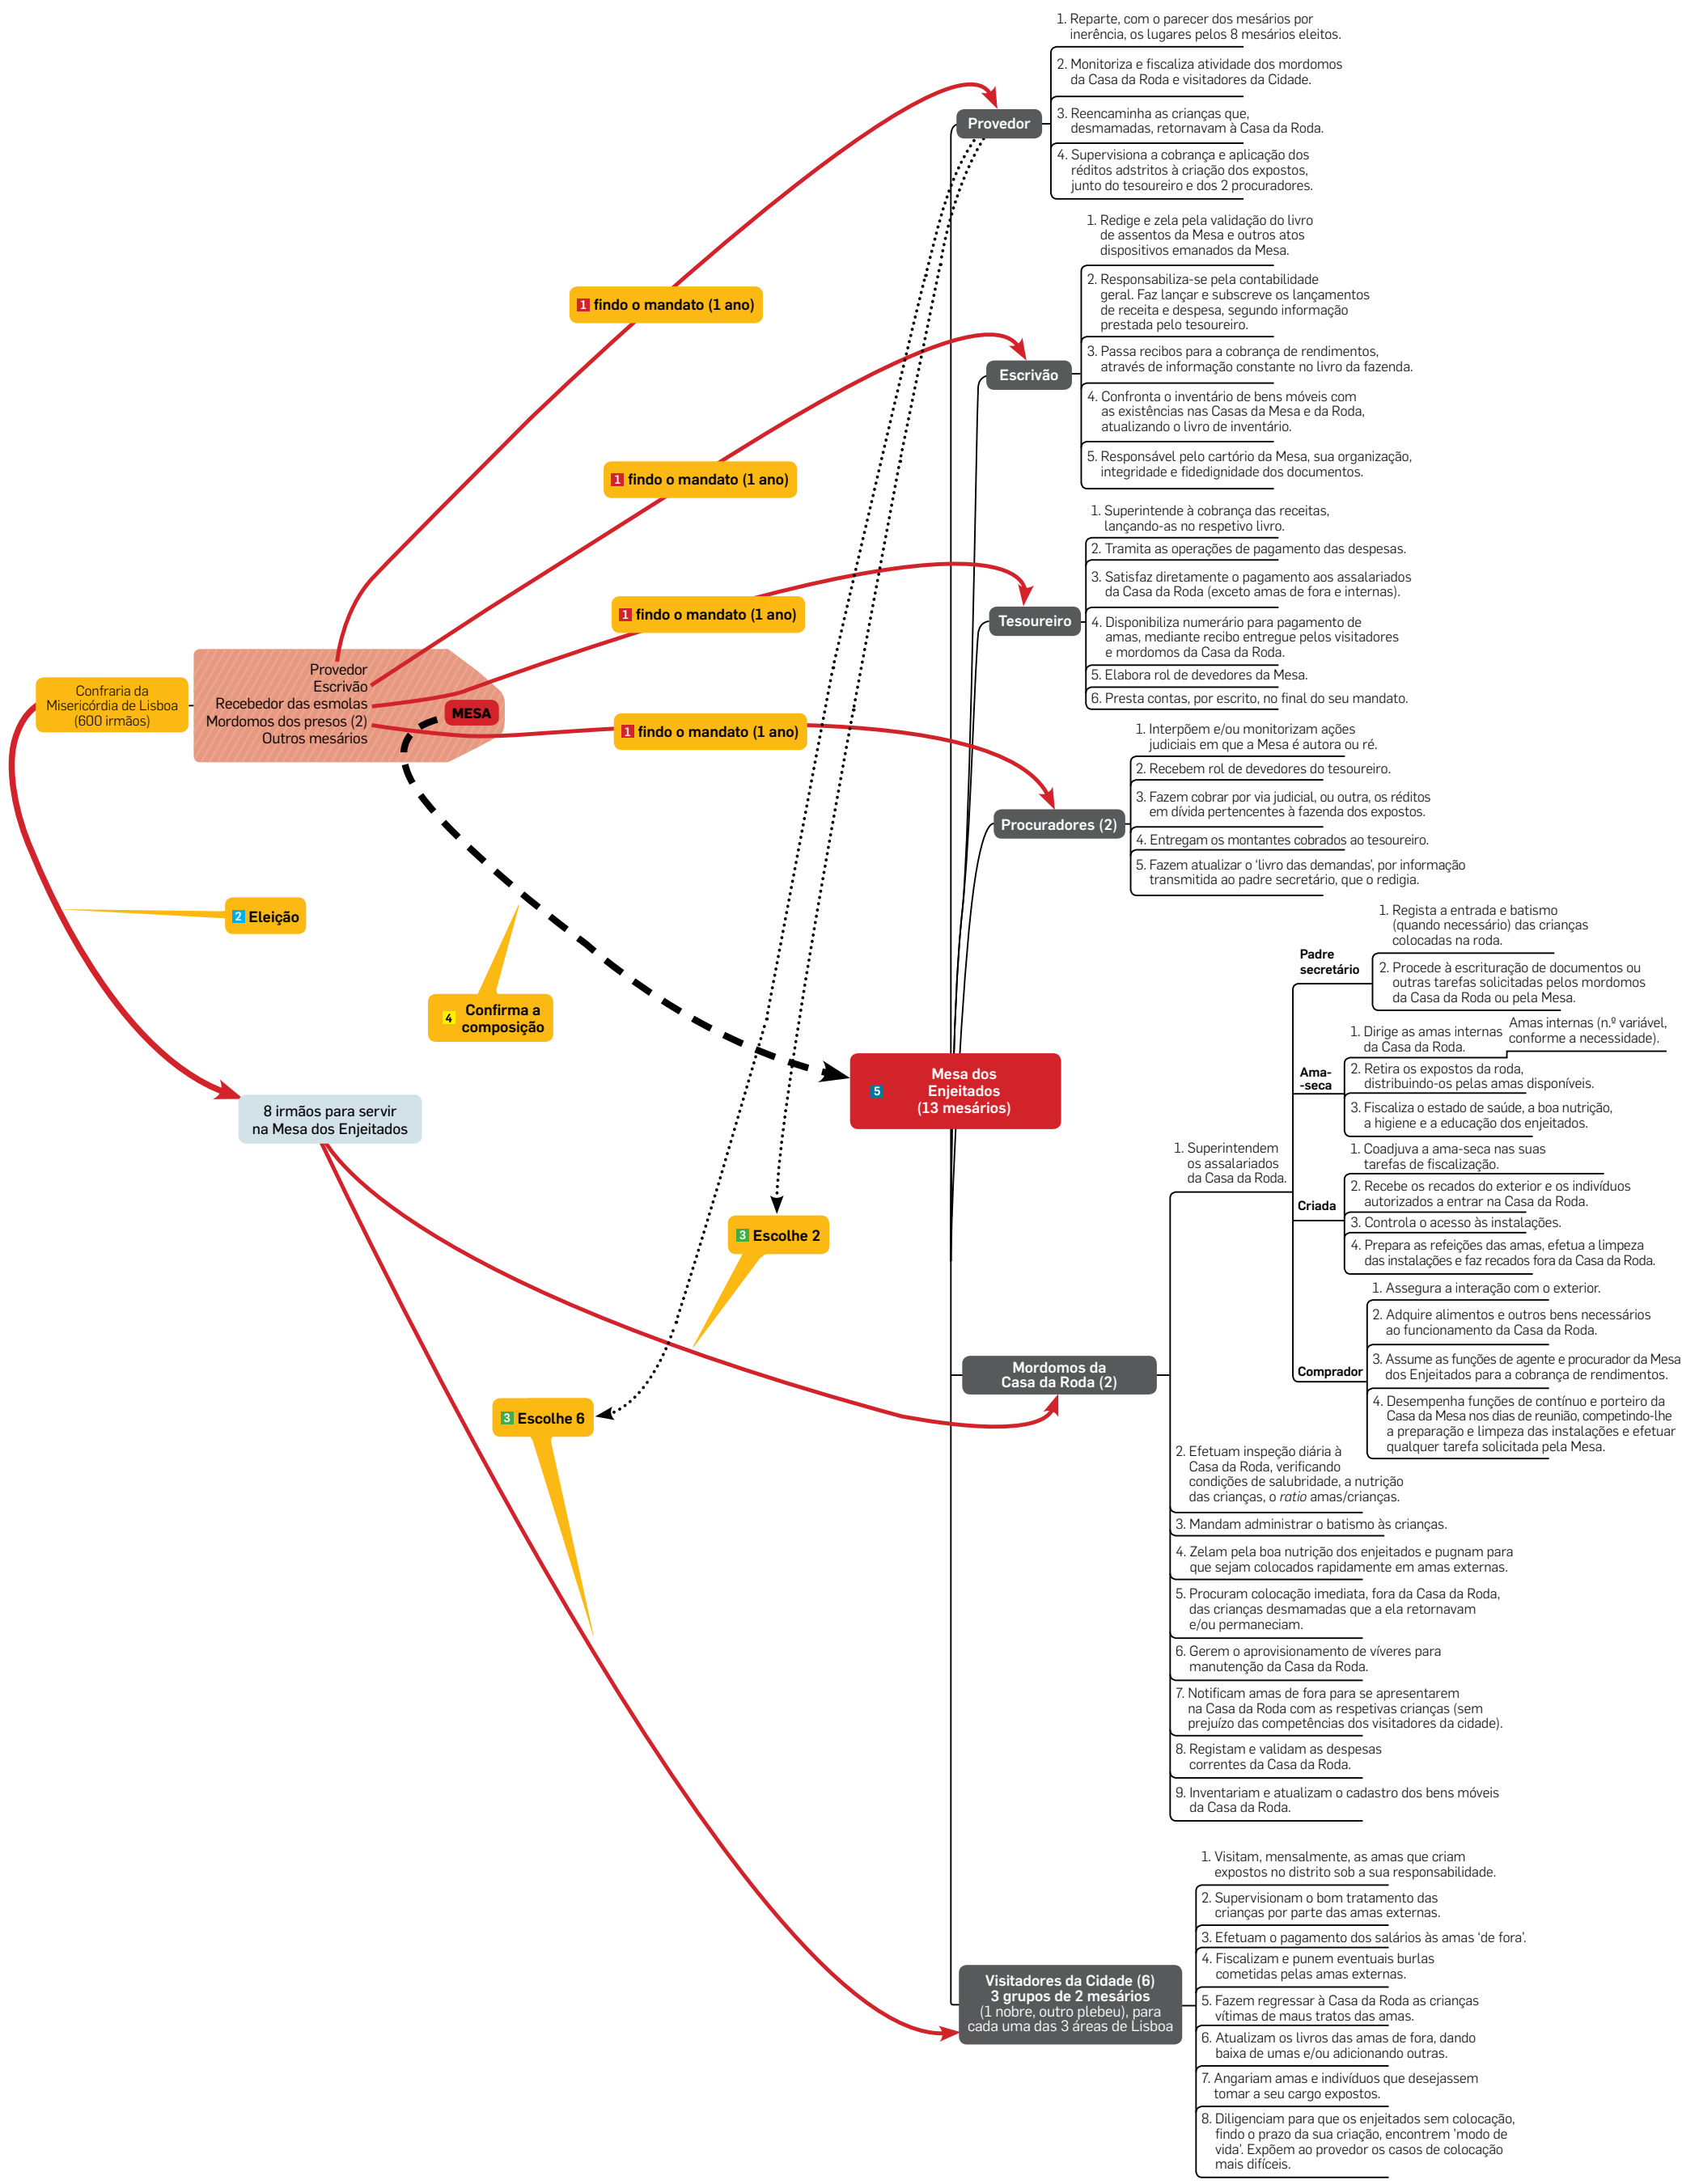 1. Reparte, com o parecer dos mesários por
inerência, os lugares pelos 8 mesários eleitos.
2. Monitoriza e fiscaliza atividade dos mordomos
da Casa da Roda e visitadores da Cidade.
Provedor
3. Reencaminha as crianças que,
desmamadas, retornavam à Casa da Roda.
4. Supervisiona a cobrança e aplicação dos
réditos adstritos à criação dos expostos,
junto do tesoureiro e dos 2 procuradores.
1. Redige e zela pela validação do livro
de assentos da Mesa e outros atos
dispositivos emanados da Mesa.
2. Responsabiliza-se pela contabilidade
geral. Faz lançar e subscreve os lançamentos
de receita e despesa, segundo informação
prestada pelo tesoureiro.
1 findo o mandato (1 ano)
Escrivão
3. Passa recibos para a cobrança de rendimentos,
através de informação constante no livro da fazenda.
4. Confronta o inventário de bens móveis com
as existências nas Casas da Mesa e da Roda,
atualizando o livro de inventário.
5. Responsável pelo cartório da Mesa, sua organização,
integridade e fidedignidade dos documentos.
1 findo o mandato (1 ano)
1. Superintende à cobrança das receitas,
lançando-as no respetivo livro.
2. Tramita as operações de pagamento das despesas.
3. Satisfaz diretamente o pagamento aos assalariados
da Casa da Roda (exceto amas de fora e internas).
1 findo o mandato (1 ano)
Tesoureiro
4. Disponibiliza numerário para pagamento de
amas, mediante recibo entregue pelos visitadores
e mordomos da Casa da Roda.
5. Elabora rol de devedores da Mesa.
6. Presta contas, por escrito, no final do seu mandato.
Confraria da
Misericórdia de Lisboa
(600 irmãos)
Provedor
Escrivão
Recebedor das esmolas
Mordomos dos presos (2)
Outros mesários
MESA
1 findo o mandato (1 ano)
1. Interpõem e/ou monitorizam ações
judiciais em que a Mesa é autora ou ré.
2. Recebem rol de devedores do tesoureiro.
3. Fazem cobrar por via judicial, ou outra, os réditos
em dívida pertencentes à fazenda dos expostos.
Procuradores (2)
4. Entregam os montantes cobrados ao tesoureiro.
5. Fazem atualizar o ‘livro das demandas’, por informação
transmitida ao padre secretário, que o redigia.
2 Eleição
4 Confirma a
composição
5 Mesa dos
Enjeitados
(13 mesários)
8 irmãos para servir
na Mesa dos Enjeitados
3 Escolhe 2
3 Escolhe 6
Mordomos da
Casa da Roda (2)
1. Superintendem
os assalariados
da Casa da Roda.
Padre
secretário
1. Regista a entrada e batismo
(quando necessário) das crianças
colocadas na roda.
2. Procede à escrituração de documentos ou
outras tarefas solicitadas pelos mordomos
da Casa da Roda ou pela Mesa.
Ama-
-seca
1. Dirige as amas internas
da Casa da Roda.
Amas internas (n.º variável,
conforme a necessidade).
2. Retira os expostos da roda,
distribuindo-os pelas amas disponíveis.
3. Fiscaliza o estado de saúde, a boa nutrição,
a higiene e a educação dos enjeitados.
Criada
1. Coadjuva a ama-seca nas suas
tarefas de fiscalização.
2. Recebe os recados do exterior e os indivíduos
autorizados a entrar na Casa da Roda.
3. Controla o acesso às instalações.
4. Prepara as refeições das amas, efetua a limpeza
das instalações e faz recados fora da Casa da Roda.
Comprador
1. Assegura a interação com o exterior.
2. Adquire alimentos e outros bens necessários
ao funcionamento da Casa da Roda.
3. Assume as funções de agente e procurador da Mesa
dos Enjeitados para a cobrança de rendimentos.
4. Desempenha funções de contínuo e porteiro da
Casa da Mesa nos dias de reunião, competindo-lhe
a preparação e limpeza das instalações e efetuar
qualquer tarefa solicitada pela Mesa.
2. Efetuam inspeção diária à
Casa da Roda, verificando
condições de salubridade, a nutrição
das crianças, o ratio amas/crianças.
3. Mandam administrar o batismo às crianças.
4. Zelam pela boa nutrição dos enjeitados e pugnam para
que sejam colocados rapidamente em amas externas.
5. Procuram colocação imediata, fora da Casa da Roda,
das crianças desmamadas que a ela retornavam
e/ou permaneciam.
6. Gerem o aprovisionamento de víveres para
manutenção da Casa da Roda.
7. Notificam amas de fora para se apresentarem
na Casa da Roda com as respetivas crianças (sem
prejuízo das competências dos visitadores da cidade).
8. Registam e validam as despesas
correntes da Casa da Roda.
9. Inventariam e atualizam o cadastro dos bens móveis
da Casa da Roda.
Visitadores da Cidade (6)
3 grupos de 2 mesários
(1 nobre, outro plebeu), para
cada uma das 3 áreas de Lisboa
1. Visitam, mensalmente, as amas que criam
expostos no distrito sob a sua responsabilidade.
2. Supervisionam o bom tratamento das
crianças por parte das amas externas.
3. Efetuam o pagamento dos salários às amas ‘de fora’.
4. Fiscalizam e punem eventuais burlas
cometidas pelas amas externas.
5. Fazem regressar à Casa da Roda as crianças
vítimas de maus tratos das amas.
6. Atualizam os livros das amas de fora, dando
baixa de umas e/ou adicionando outras.
7. Angariam amas e indivíduos que desejassem
tomar a seu cargo expostos.
8. Diligenciam para que os enjeitados sem colocação,
findo o prazo da sua criação, encontrem ‘modo de
vida’. Expõem ao provedor os casos de colocação
mais difíceis.